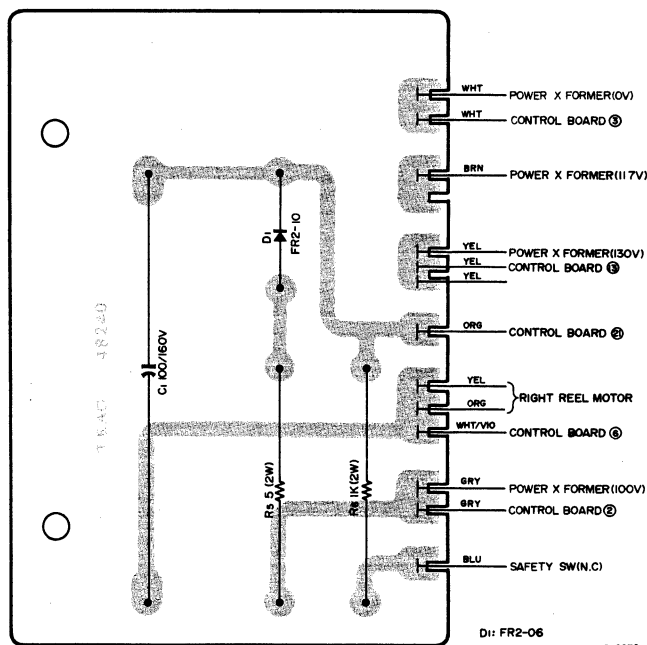 WHT POWER X FORMER(0V)
WHT CONTROL BOARD ③
BRN POWER X FORMER(117V)
YEL POWER X FORMER(130V)
YEL CONTROL BOARD ⑬
YEL
ORG CONTROL BOARD ㉑
YEL
RIGHT REEL MOTOR
ORG
WHT/VIO CONTROL BOARD ⑥
GRY POWER X FORMER(100V)
GRY CONTROL BOARD ②
BLU SAFETY SW(N.C)
D1
FR2-10
C1 100/160V
R5 5 (2W)
1K (2W)
D1: FR2-06